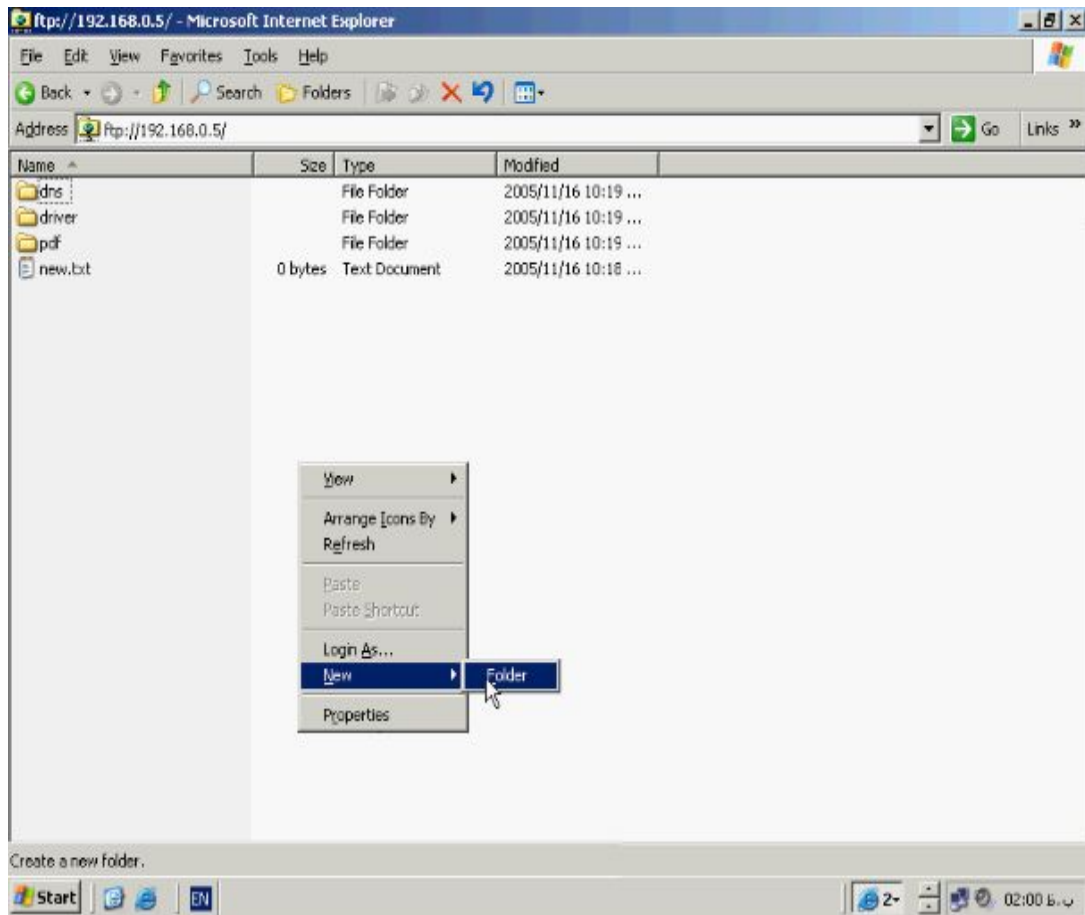 ftp://192.168.0.5/ - Microsoft Internet Explorer
File Edit View Favorites Tools Help
Back Search Folders
Address ftp://192.168.0.5/ Go Links »
Name Size Type Modified
dns File Folder 2005/11/16 10:19 ...
driver File Folder 2005/11/16 10:19 ...
pdf File Folder 2005/11/16 10:19 ...
new.txt 0 bytes Text Document 2005/11/16 10:18 ...
View
Arrange Icons By
Refresh
Paste
Paste Shortcut
Login As...
New Folder
Properties
Create a new folder.
Start EN 2 02:00 ب.ظ